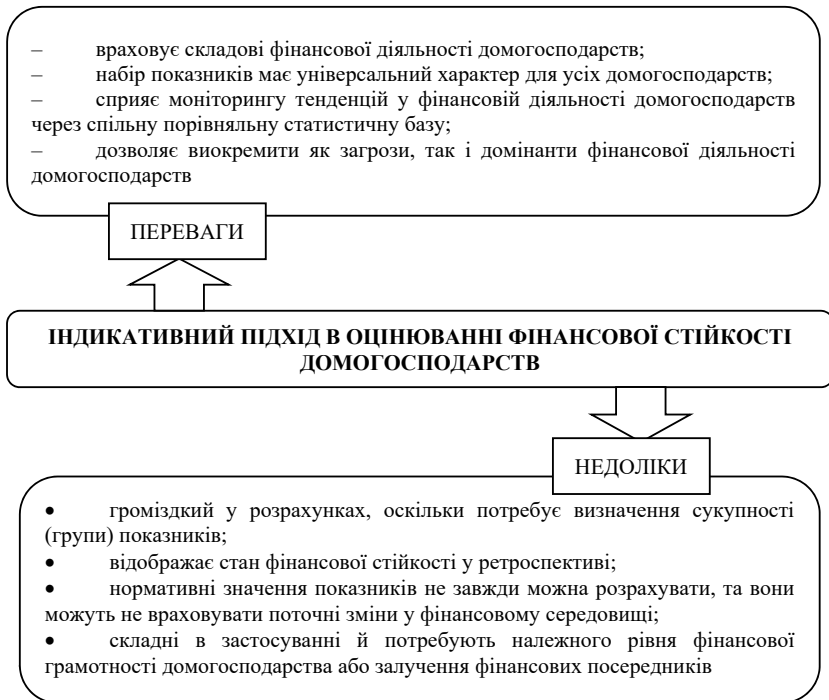 – враховує складові фінансової діяльності домогосподарств;
– набір показників має універсальний характер для усіх домогосподарств;
– сприяє моніторингу тенденцій у фінансовій діяльності домогосподарств
через спільну порівняльну статистичну базу;
– дозволяє виокремити як загрози, так і домінанти фінансової діяльності
домогосподарств
ПЕРЕВАГИ
ІНДИКАТИВНИЙ ПІДХІД В ОЦІНЮВАННІ ФІНАНСОВОЇ СТІЙКОСТІ
ДОМОГОСПОДАРСТВ
НЕДОЛІКИ
• громіздкий у розрахунках, оскільки потребує визначення сукупності
(групи) показників;
• відображає стан фінансової стійкості у ретроспективі;
• нормативні значення показників не завжди можна розрахувати, та вони
можуть не враховувати поточні зміни у фінансовому середовищі;
• складні в застосуванні й потребують належного рівня фінансової
грамотності домогосподарства або залучення фінансових посередників